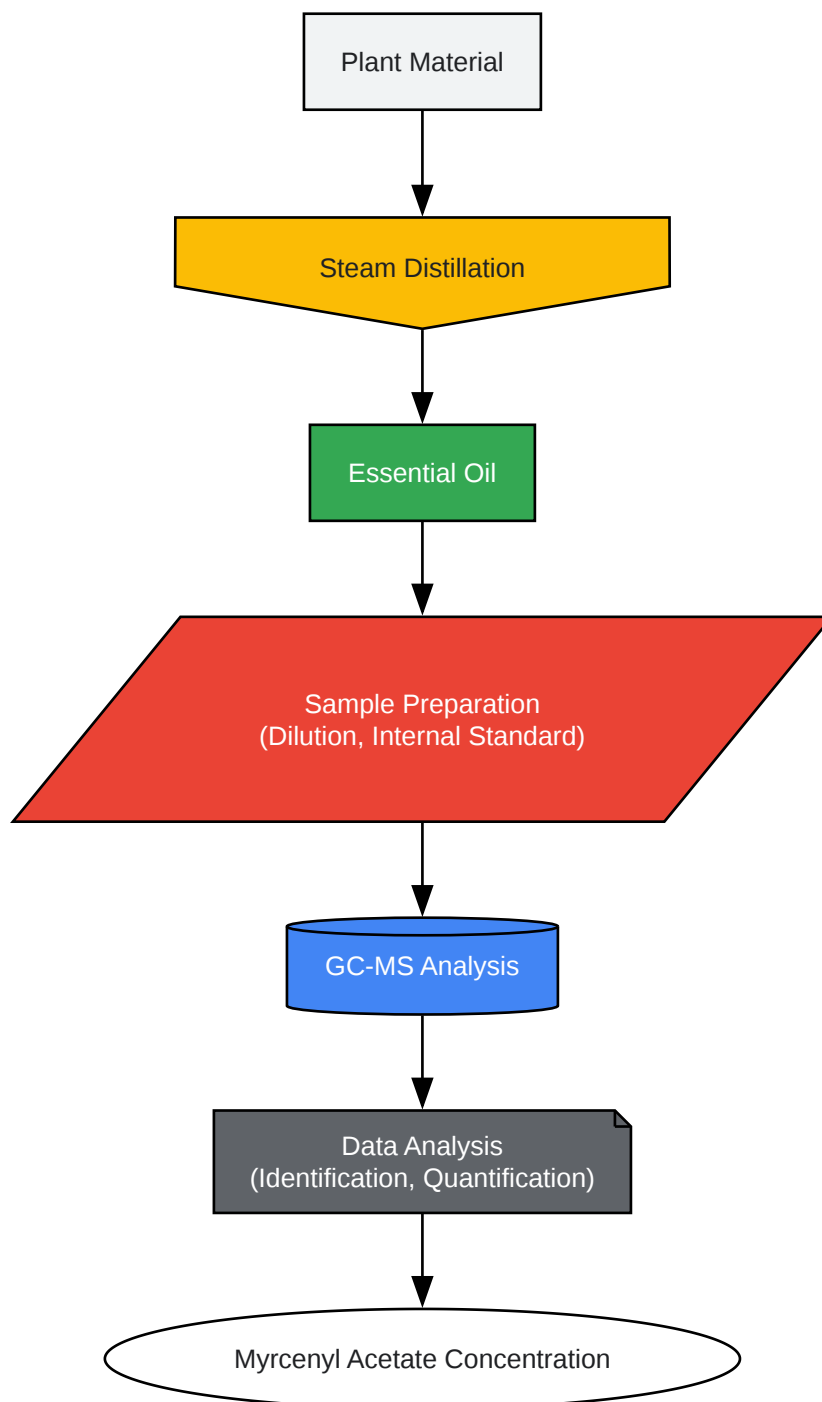 Plant Material
Steam Distillation
Essential Oil
Sample Preparation
(Dilution, Internal Standard)
GC-MS Analysis
Data Analysis
(Identification, Quantification)
Myrcenyl Acetate Concentration